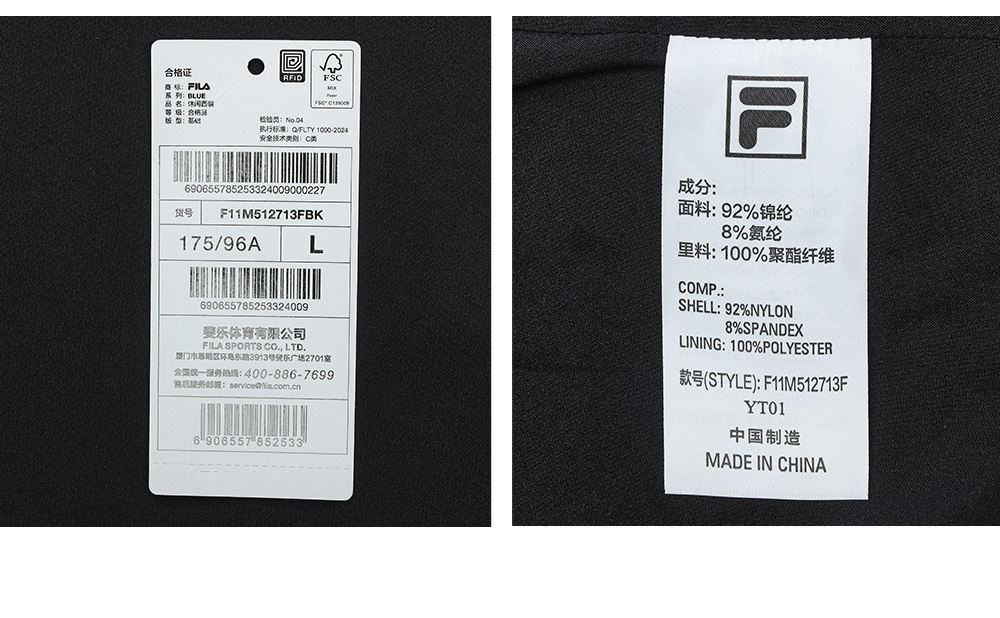 合格证
商 标: FILA
系 列: BLUE
品 名: 休闲西装
等 级: 合格品
版 型: 基础
RFID
FSC
MIX
Paper
FSC® C139009
检验员: No.04
执行标准: Q/FLTY 1000-2024
安全技术类别: C类
690655785253324009000227
货号 F11M512713FBK
175/96A L
690655785253324009
斐乐体育有限公司
FILA SPORTS CO., LTD.
厦门市思明区环岛东路3913号斐乐广场2701室
全国统一服务热线: 400-886-7699
售后服务邮箱: service@fila.com.cn
6 906557 852533
F
成分:
面料: 92%锦纶
8%氨纶
里料: 100%聚酯纤维
COMP.:
SHELL: 92%NYLON
8%SPANDEX
LINING: 100%POLYESTER
款号(STYLE): F11M512713F
YT01
中国制造
MADE IN CHINA